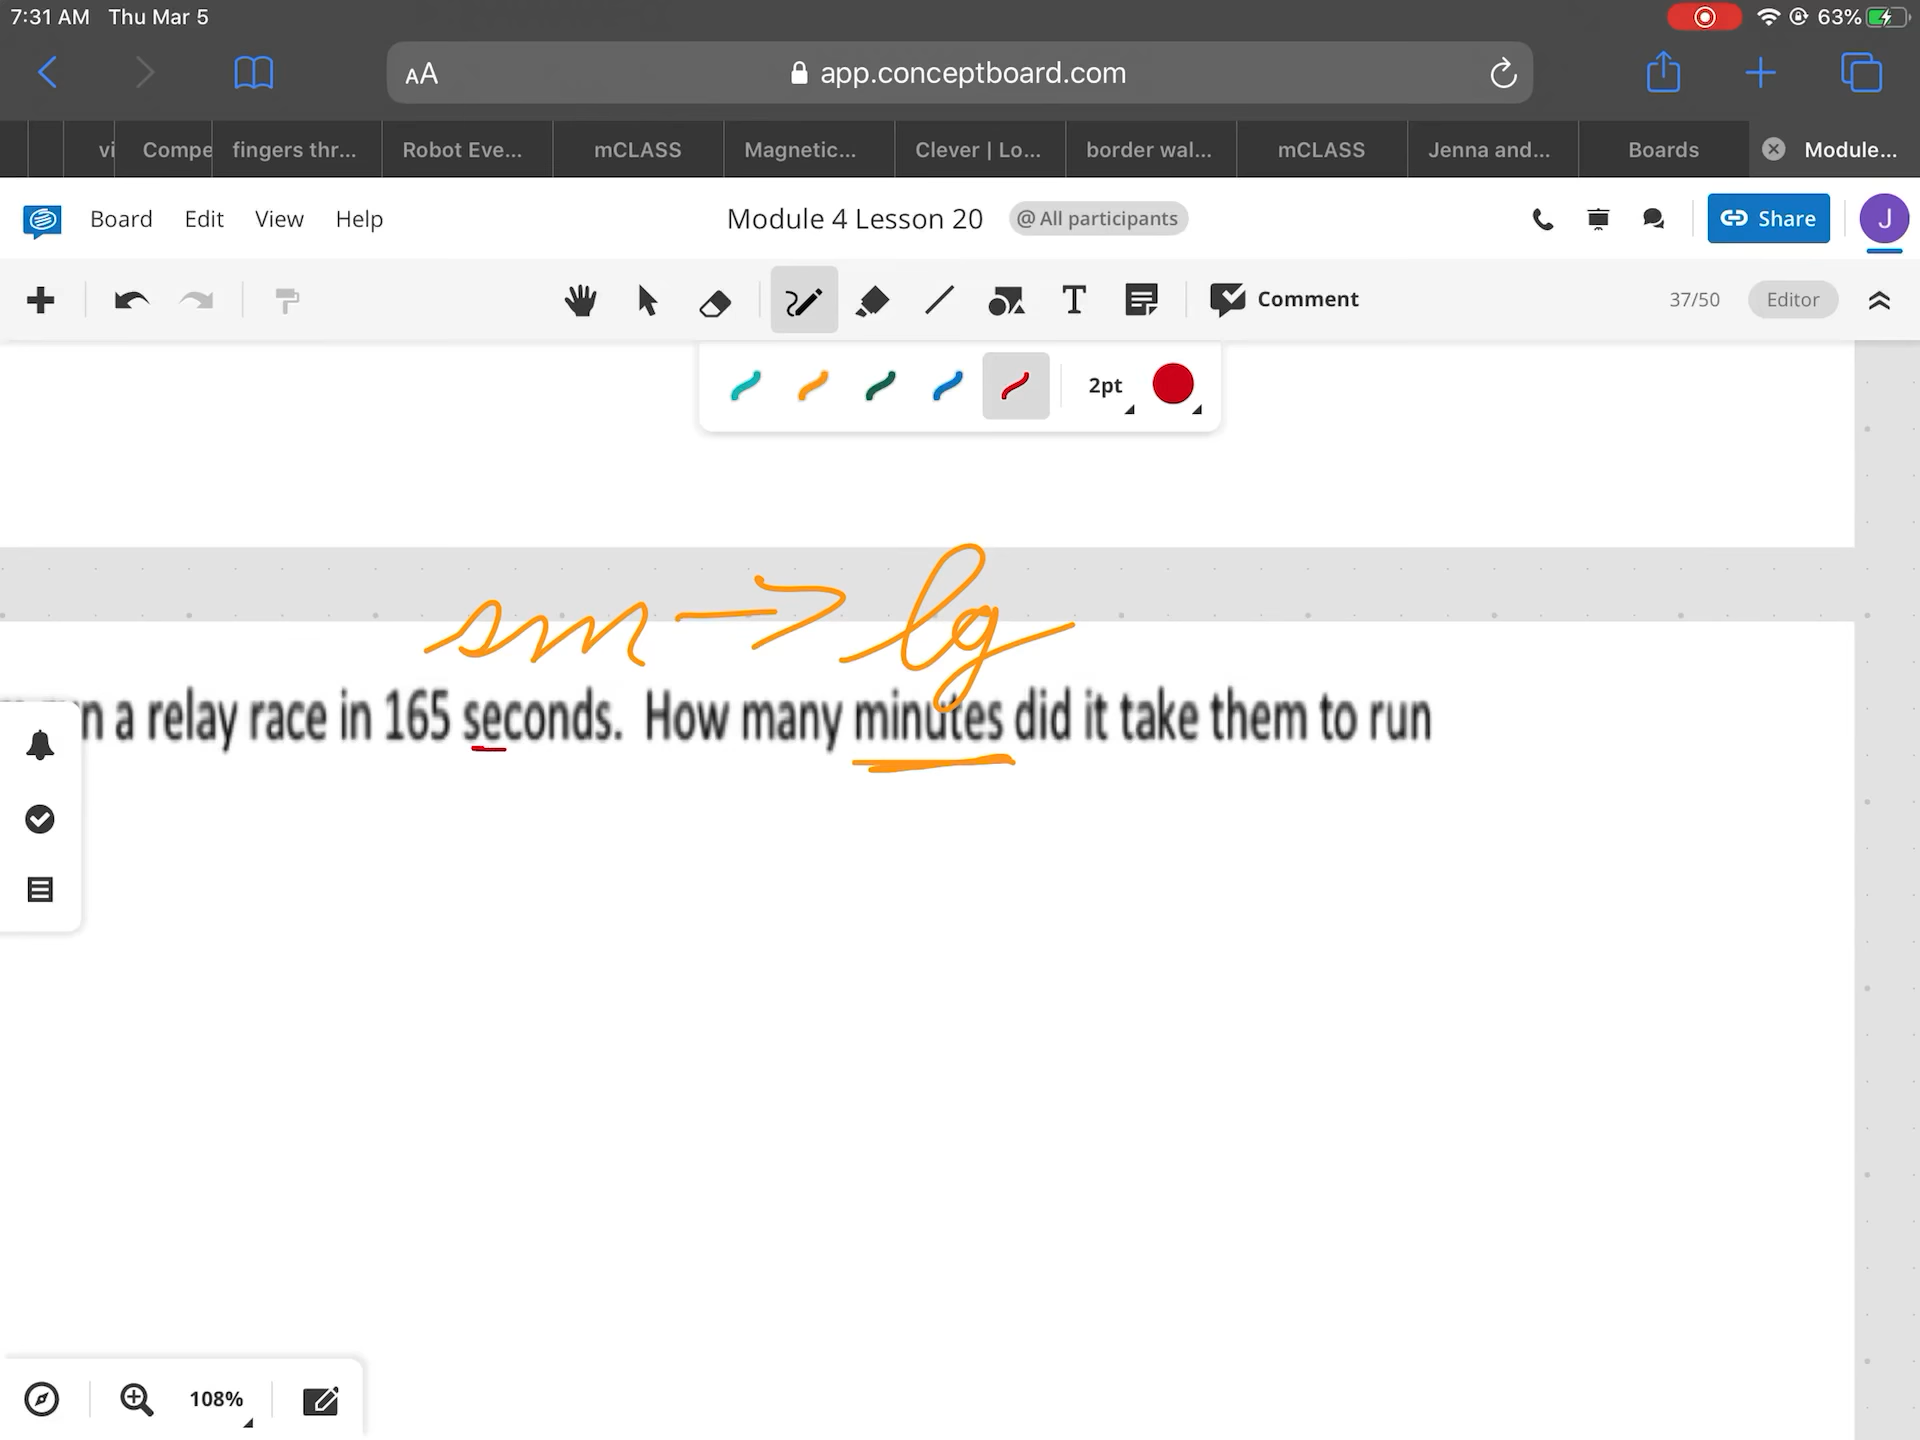 7:31 AM Thu Mar 5 63%
AA app.conceptboard.com
vi Compe fingers thr... Robot Eve... mCLASS Magnetic... Clever | Lo... border wal... mCLASS Jenna and... Boards Module...
Board Edit View Help Module 4 Lesson 20 @ All participants Share J
T Comment 37/50 Editor
2pt
sm → lg
n a relay race in 165 seconds. How many minutes did it take them to run
108%